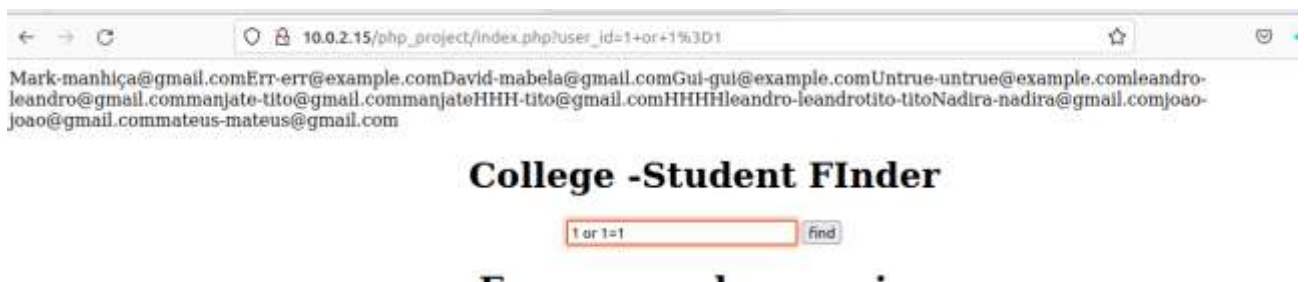 10.0.2.15/php_project/index.php?user_id=1+or+1%3D1
Mark-manhiça@gmail.comErr-err@example.comDavid-mabela@gmail.comGui-gui@example.comUntrue-untrue@example.comleandro-
leandro@gmail.commanjate-tito@gmail.commanjateHHH-tito@gmail.comHHHHleandro-leandrotito-titoNadira-nadira@gmail.comjoao-
joao@gmail.commateus-mateus@gmail.com
College -Student FInder
1 or 1=1 find